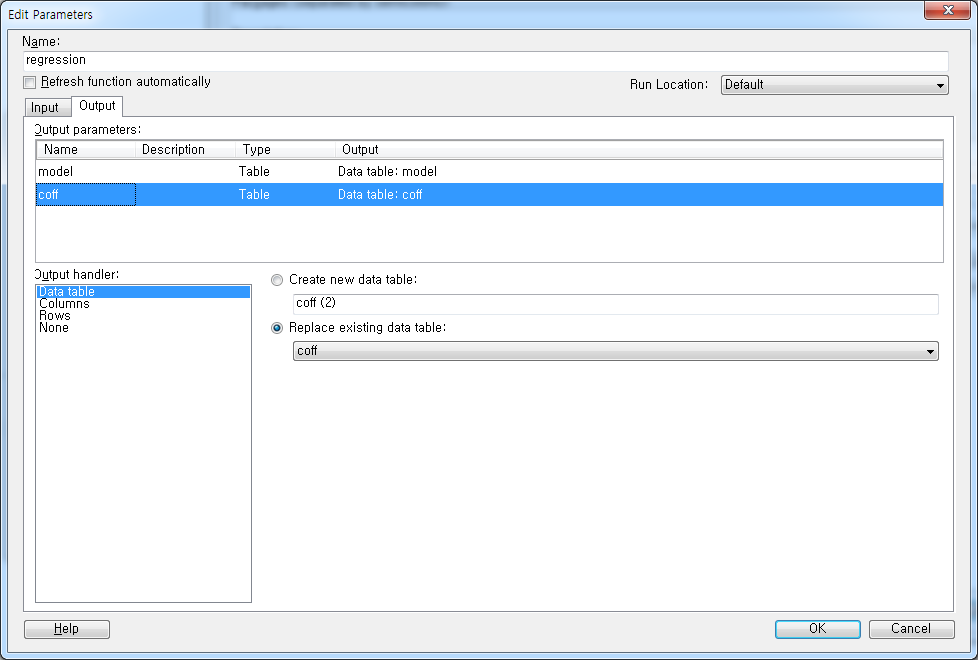 Edit Parameters
Name:
regression
Refresh function automatically
Run Location: Default
Input Output
Output parameters:
Name Description Type Output
model Table Data table: model
coff Table Data table: coff
Output handler:
Data table
Columns
Rows
None
Create new data table:
coff (2)
Replace existing data table:
coff
Help OK Cancel